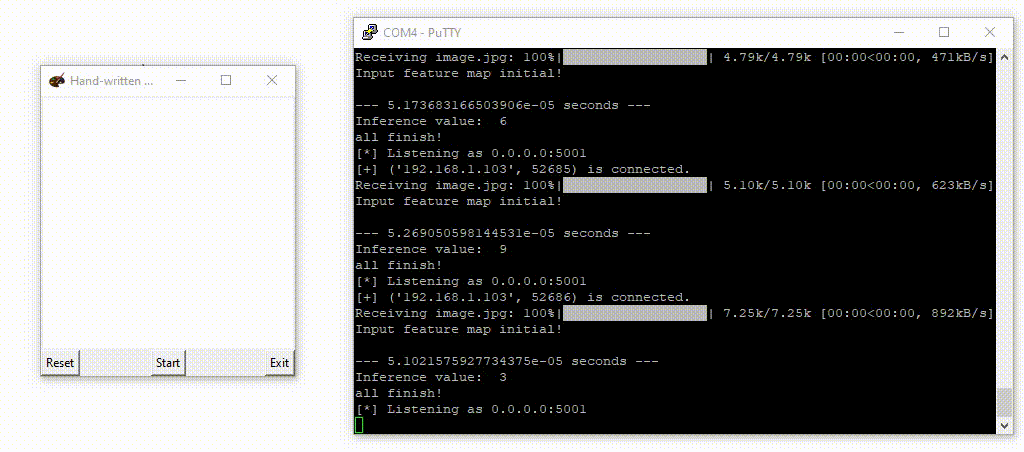 Hand-written ...
Reset
Start
Exit
COM4 - PuTTY
Receiving image.jpg: 100%| | 4.79k/4.79k [00:00<00:00, 471kB/s]
Input feature map initial!
--- 5.173683166503906e-05 seconds ---
Inference value:  6
all finish!
[*] Listening as 0.0.0.0:5001
[+] ('192.168.1.103', 52685) is connected.
Receiving image.jpg: 100%| | 5.10k/5.10k [00:00<00:00, 623kB/s]
Input feature map initial!
--- 5.269050598144531e-05 seconds ---
Inference value:  9
all finish!
[*] Listening as 0.0.0.0:5001
[+] ('192.168.1.103', 52686) is connected.
Receiving image.jpg: 100%| | 7.25k/7.25k [00:00<00:00, 892kB/s]
Input feature map initial!
--- 5.1021575927734375e-05 seconds ---
Inference value:  3
all finish!
[*] Listening as 0.0.0.0:5001